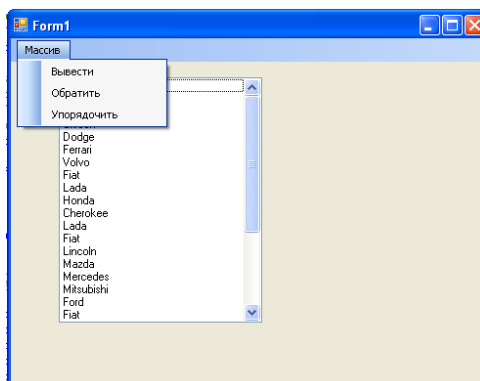 Form1
Массив
Вывести
Обратить
Упорядочить
Dodge
Ferrari
Volvo
Fiat
Lada
Honda
Cherokee
Lada
Fiat
Lincoln
Mazda
Mercedes
Mitsubishi
Ford
Fiat